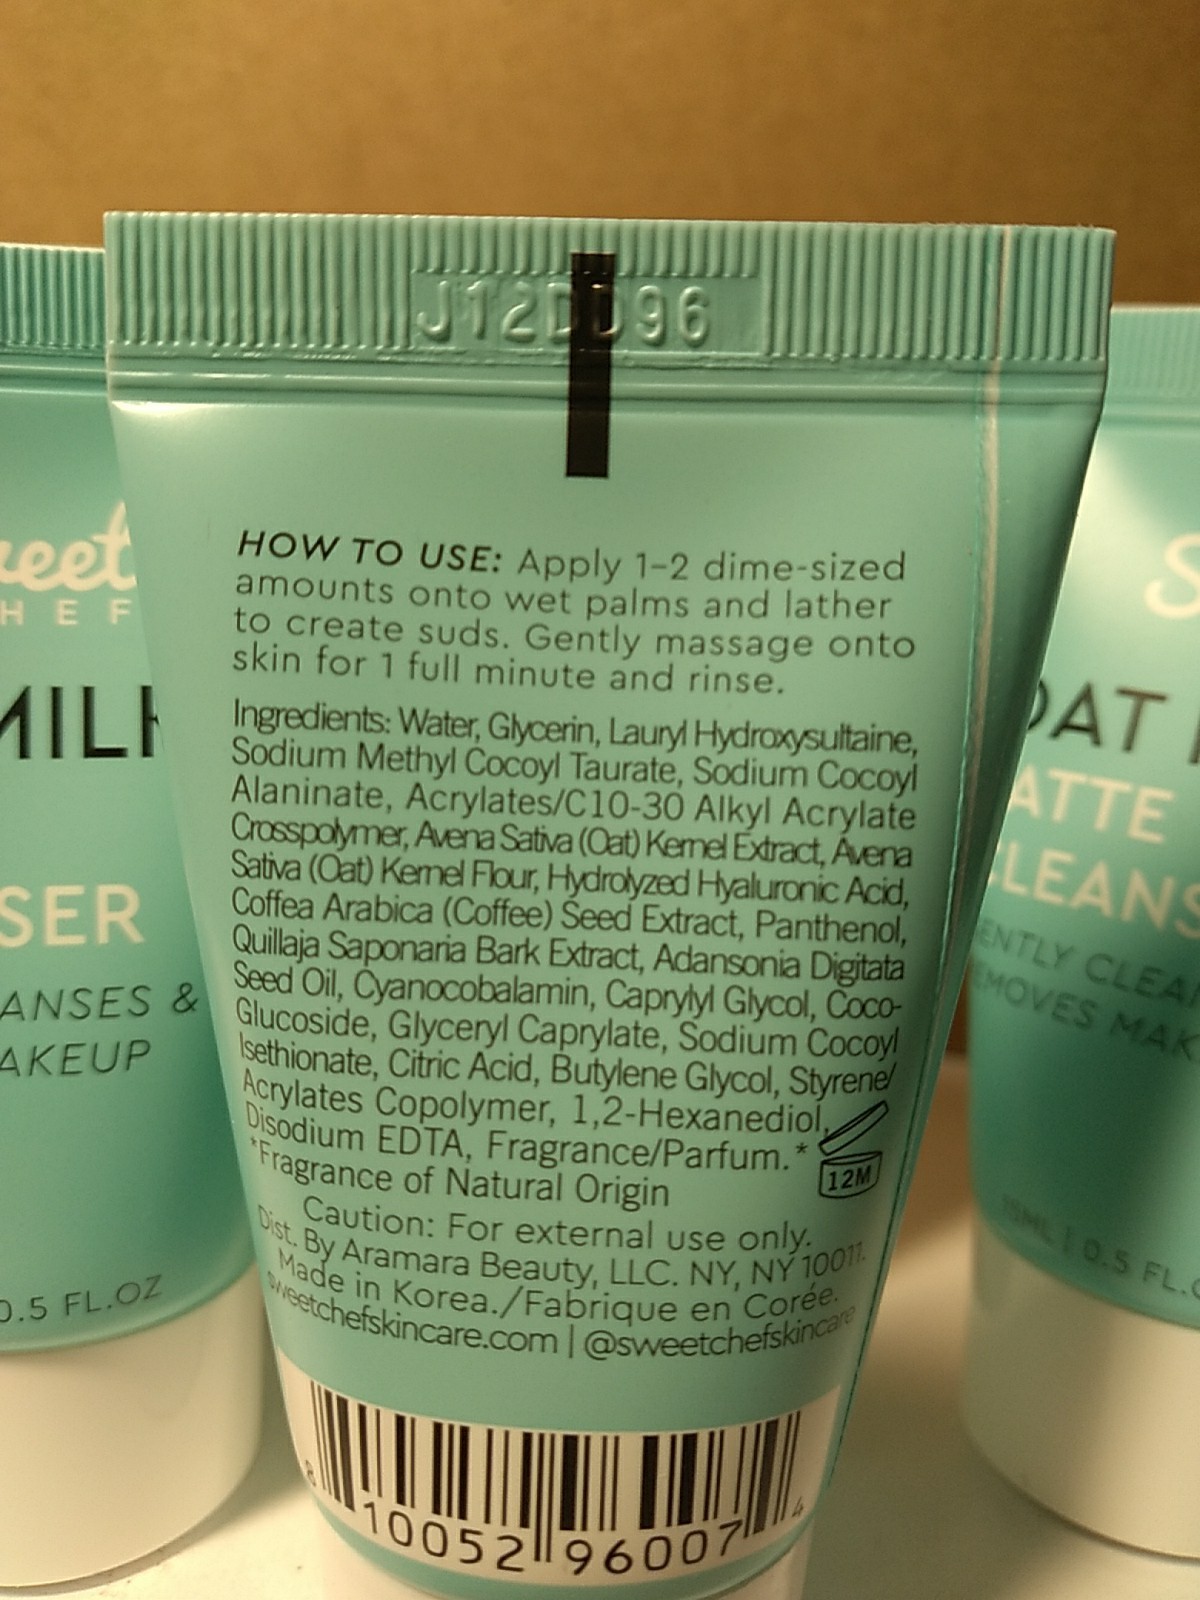 J12DD96
HOW TO USE: Apply 1-2 dime-sized
amounts onto wet palms and lather
to create suds. Gently massage onto
skin for 1 full minute and rinse.
Ingredients: Water, Glycerin, Lauryl Hydroxysultaine,
Sodium Methyl Cocoyl Taurate, Sodium Cocoyl
Alaninate, Acrylates/C10-30 Alkyl Acrylate
Crosspolymer, Avena Sativa (Oat) Kernel Extract, Avena
Sativa (Oat) Kernel Flour, Hydrolyzed Hyaluronic Acid,
Coffea Arabica (Coffee) Seed Extract, Panthenol,
Quillaja Saponaria Bark Extract, Adansonia Digitata
Seed Oil, Cyanocobalamin, Caprylyl Glycol, Coco-
Glucoside, Glyceryl Caprylate, Sodium Cocoyl
Isethionate, Citric Acid, Butylene Glycol, Styrene/
Acrylates Copolymer, 1,2-Hexanediol,
Disodium EDTA, Fragrance/Parfum.*
*Fragrance of Natural Origin
12M
Caution: For external use only.
Dist. By Aramara Beauty, LLC. NY, NY 10011.
Made in Korea./Fabrique en Corée.
sweetchefskincare.com | @sweetchefskincare
8 10052 96007 4
weet
HEF
MILK
SER
ANSES &
AKEUP
0.5 FL.OZ
S
OAT
ATTE
CLEANS
ENTLY CLEA
EMOVES MAK
15ML | 0.5 FL.O